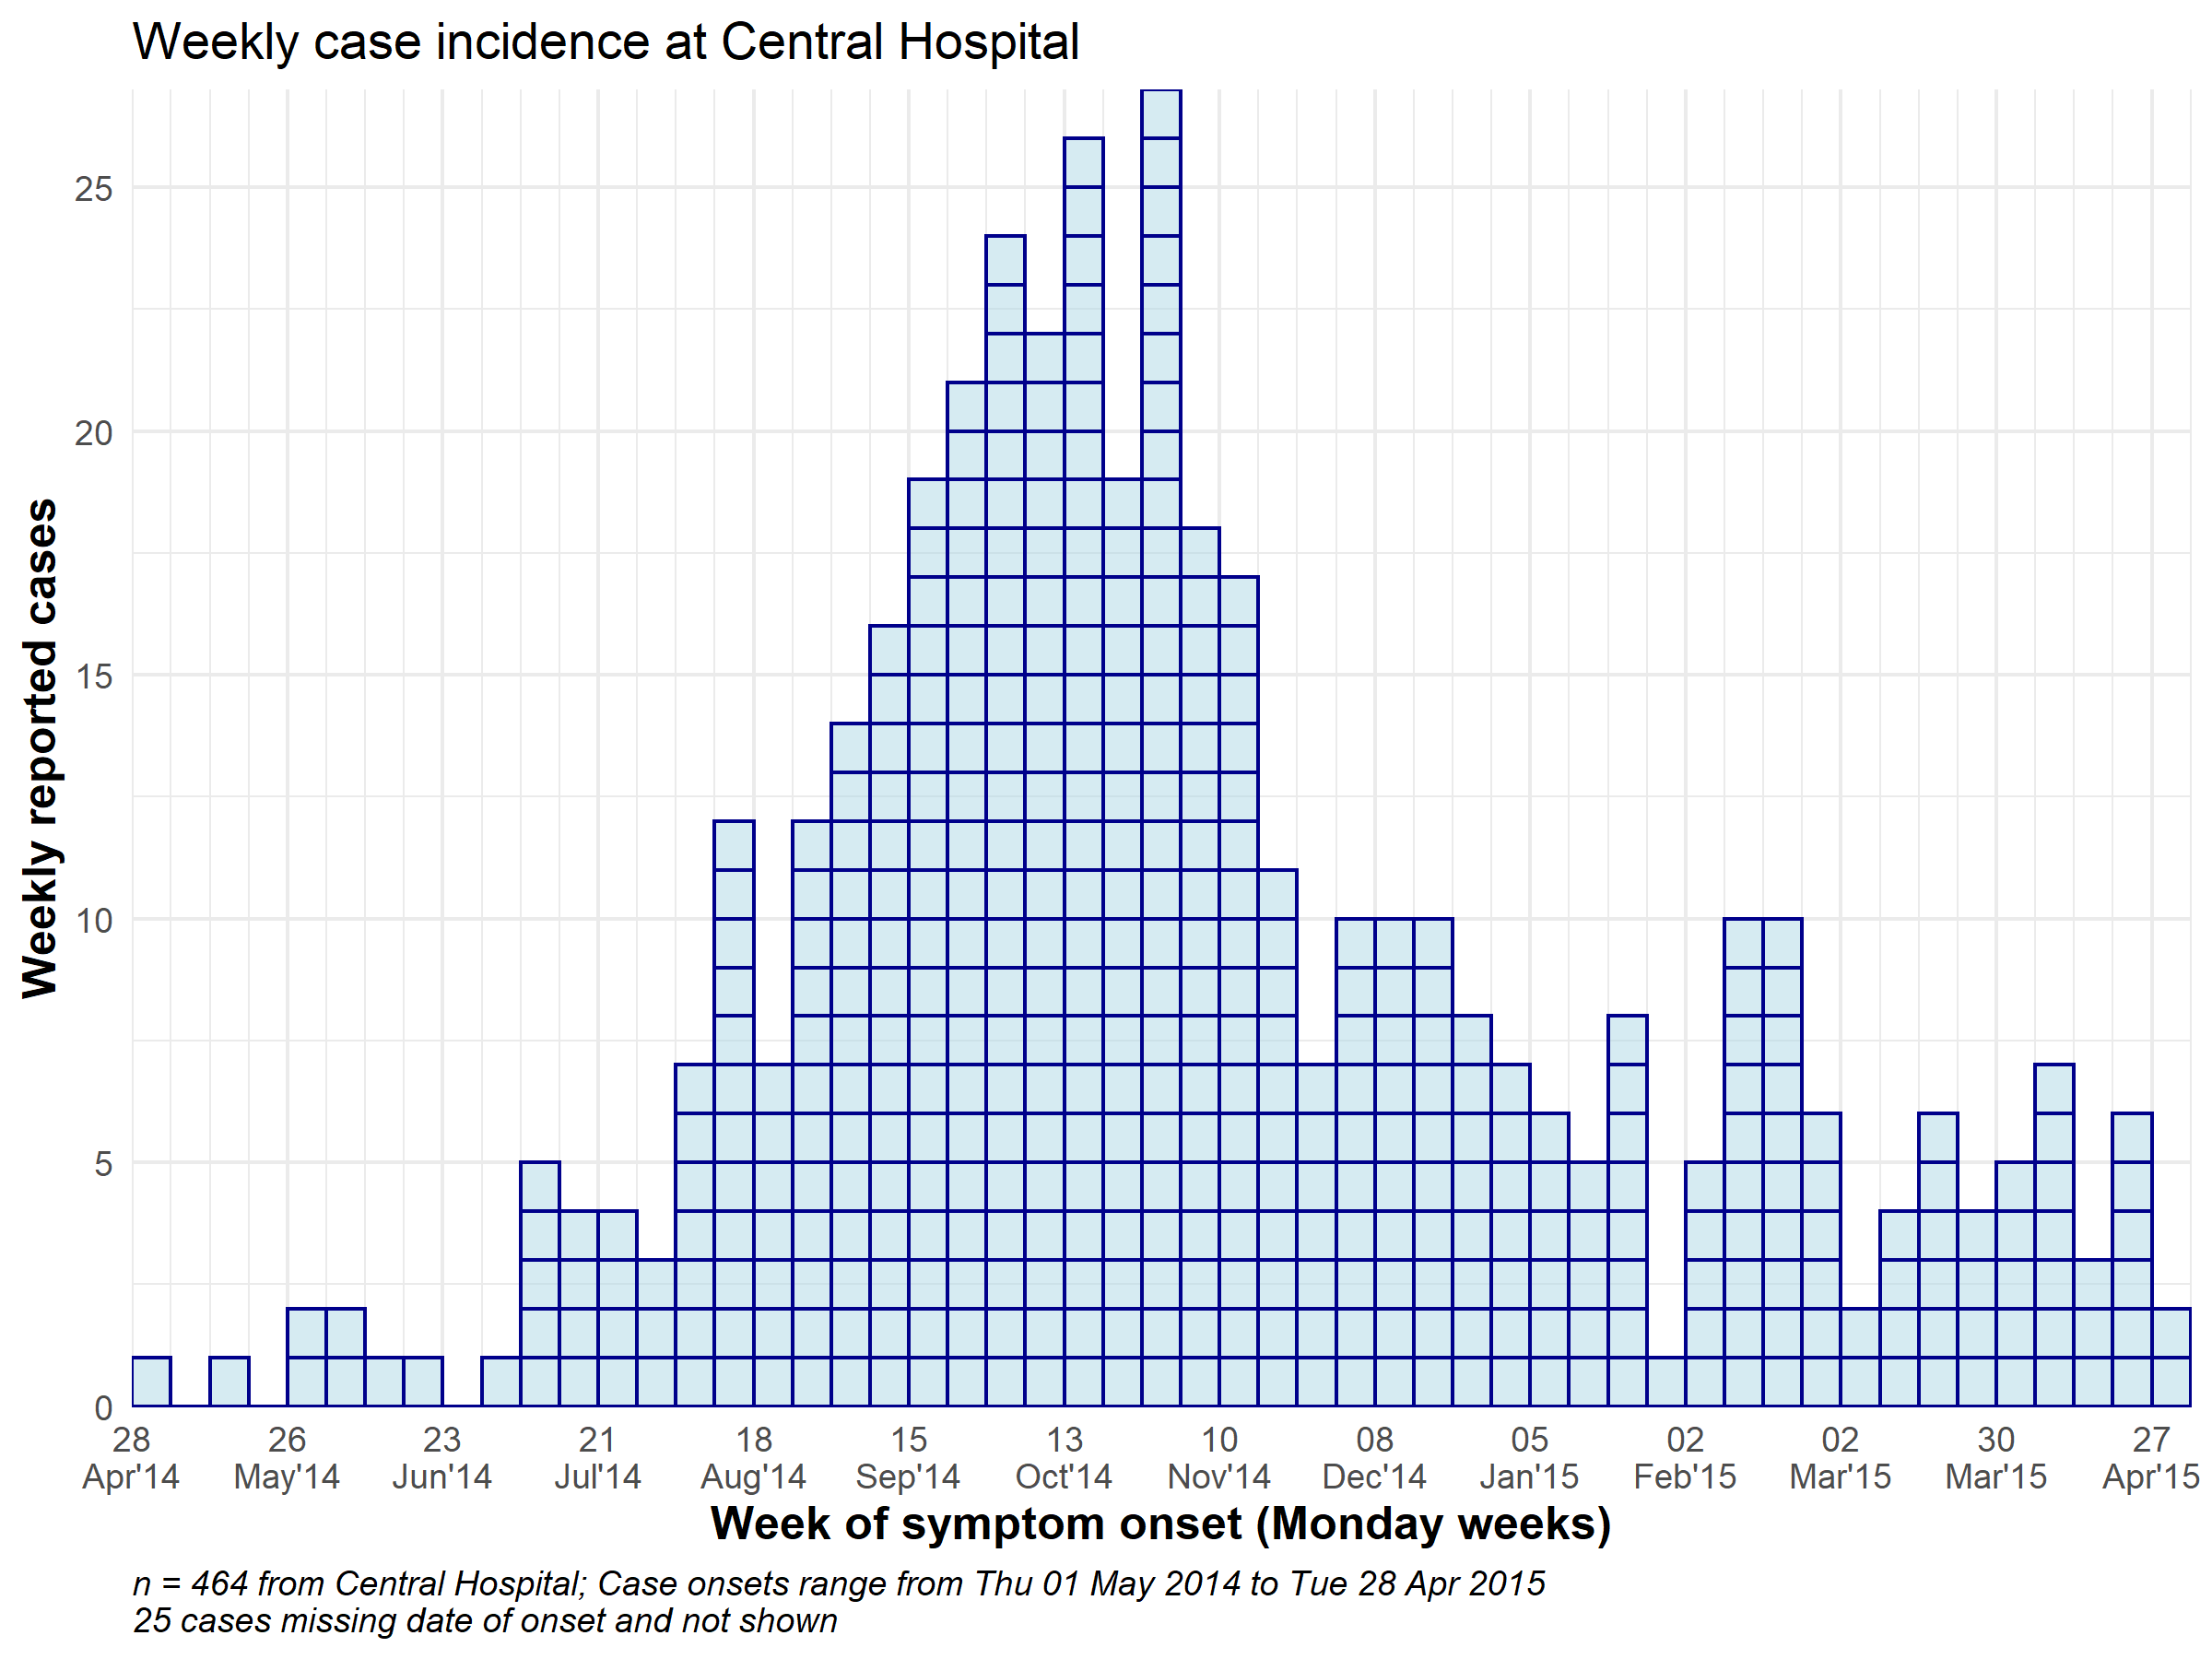 Weekly case incidence at Central Hospital
Weekly reported cases
25
20
15
10
5
0
28 26 23 21 18 15 13 10 08 05 02 02 30 27
Apr'14 May'14 Jun'14 Jul'14 Aug'14 Sep'14 Oct'14 Nov'14 Dec'14 Jan'15 Feb'15 Mar'15 Mar'15 Apr'15
Week of symptom onset (Monday weeks)
n = 464 from Central Hospital; Case onsets range from Thu 01 May 2014 to Tue 28 Apr 2015
25 cases missing date of onset and not shown